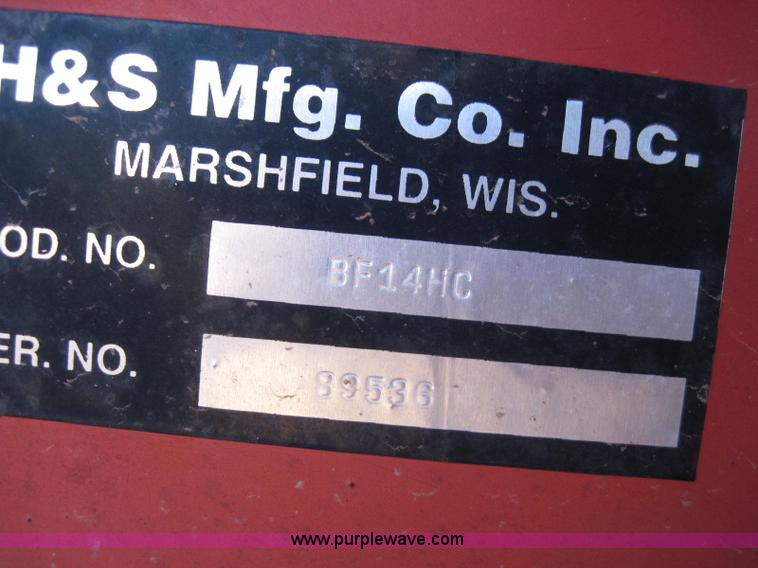 H&S Mfg. Co. Inc.
MARSHFIELD, WIS.
OD. NO. BF14HC
ER. NO. 89536
www.purplewave.com